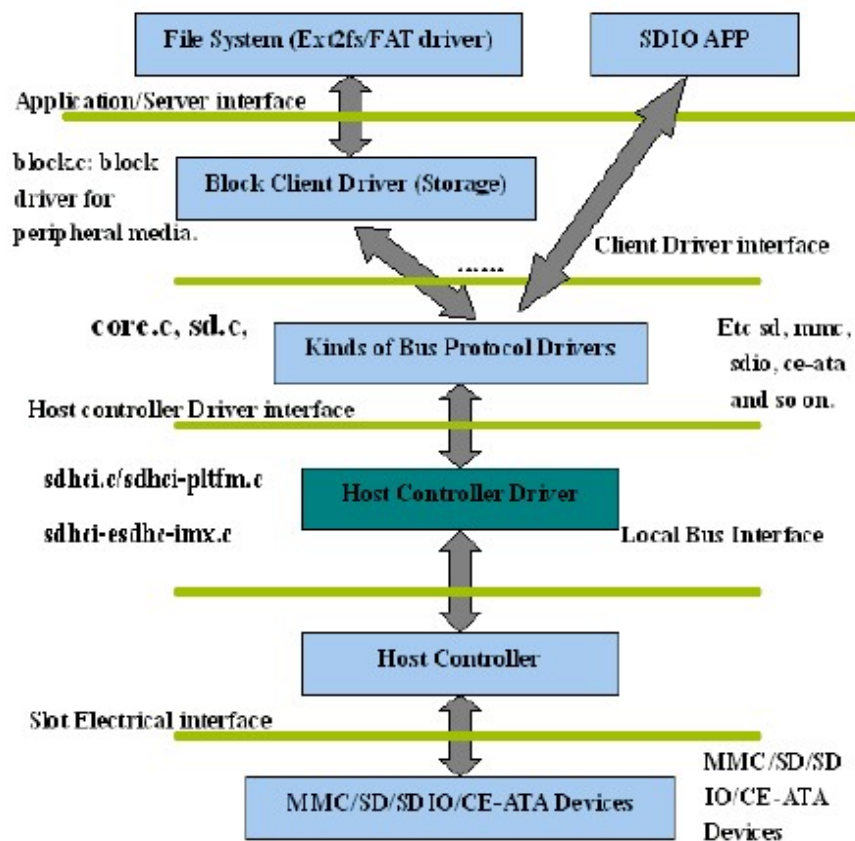 File System (Ext2fs/FAT driver)
SDIO APP
Application/Server interface
block.c: block
driver for
peripheral media.
Block Client Driver (Storage)
Client Driver interface
......
core.c, sd.c,
Kinds of Bus Protocol Drivers
Etc sd, mmc,
sdio, ce-ata
and so on.
Host controller Driver interface
sdhci.c/sdhci-pltfm.c
Host Controller Driver
sdhci-esdhc-imx.c
Local Bus Interface
Host Controller
Slot Electrical interface
MMC/SD/SDIO/CE-ATA Devices
MMC/SD/SD
IO/CE-ATA
Devices